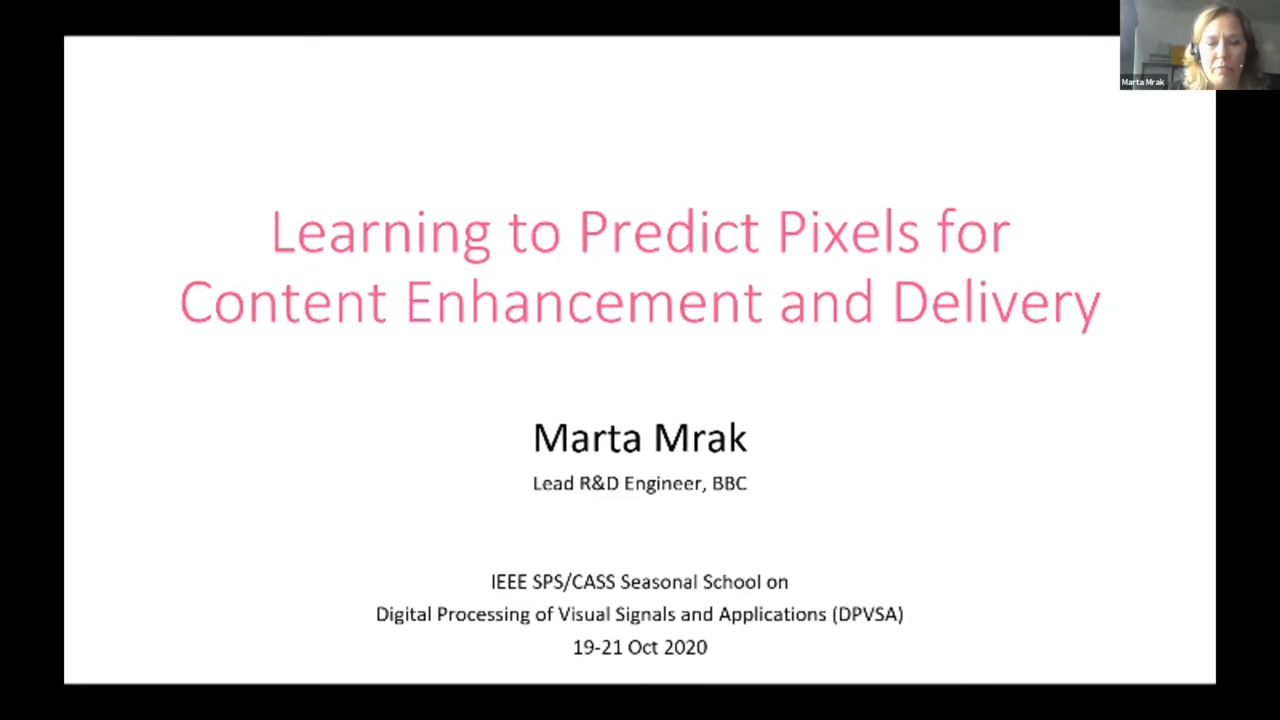 Marta Mrak
Learning to Predict Pixels for
Content Enhancement and Delivery
Marta Mrak
Lead R&D Engineer, BBC
IEEE SPS/CASS Seasonal School on
Digital Processing of Visual Signals and Applications (DPVSA)
19-21 Oct 2020